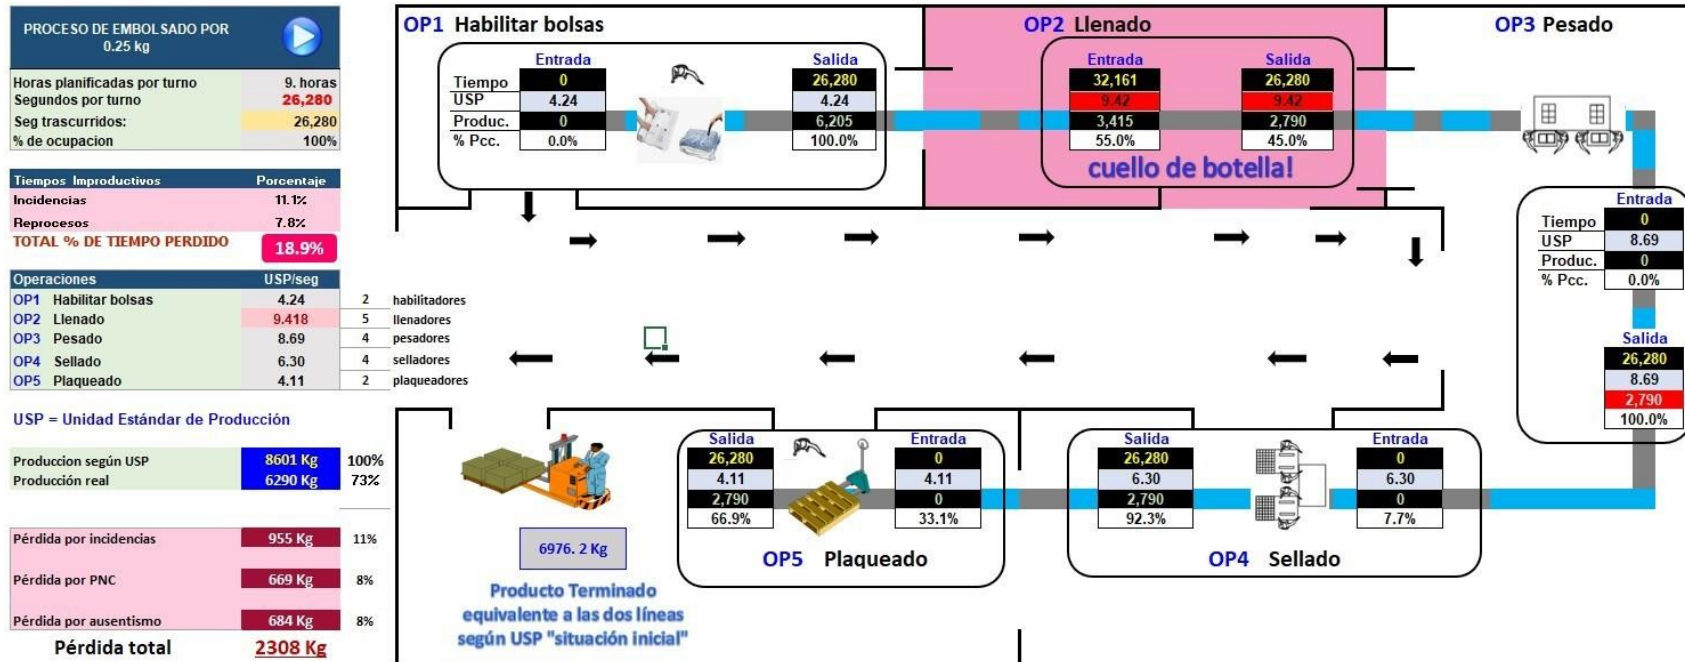 PROCESO DE EMBOLSADO POR
0.25 kg
Horas planificadas por turno 9. horas
Segundos por turno 26,280
Seg trascurridos: 26,280
% de ocupacion 100%
Tiempos Improductivos Porcentaje
Incidencias 11.1%
Reprocesos 7.8%
TOTAL % DE TIEMPO PERDIDO 18.9%
Operaciones USP/seg
OP1 Habilitar bolsas 4.24 2 habilitadores
OP2 Llenado 9.418 5 llenadores
OP3 Pesado 8.69 4 pesadores
OP4 Sellado 6.30 4 selladores
OP5 Plaqueado 4.11 2 plaqueadores
USP = Unidad Estándar de Producción
Produccion según USP 8601 Kg 100%
Producción real 6290 Kg 73%
Pérdida por incidencias 955 Kg 11%
Pérdida por PNC 669 Kg 8%
Pérdida por ausentismo 684 Kg 8%
Pérdida total 2308 Kg
OP1 Habilitar bolsas
Entrada Salida
Tiempo 0 26,280
USP 4.24 4.24
Produc. 0 6,205
% Pcc. 0.0% 100.0%
OP2 Llenado
Entrada Salida
32,161 26,280
9.42 9.42
3,415 2,790
55.0% 45.0%
cuello de botella!
OP3 Pesado
Entrada
Tiempo 0
USP 8.69
Produc. 0
% Pcc. 0.0%
Salida
26,280
8.69
2,790
100.0%
Salida Entrada
26,280 0
6.30 6.30
2,790 0
92.3% 7.7%
OP4 Sellado
Salida Entrada
26,280 0
4.11 4.11
2,790 0
66.9% 33.1%
OP5 Plaqueado
6976. 2 Kg
Producto Terminado
equivalente a las dos líneas
según USP "situación inicial"